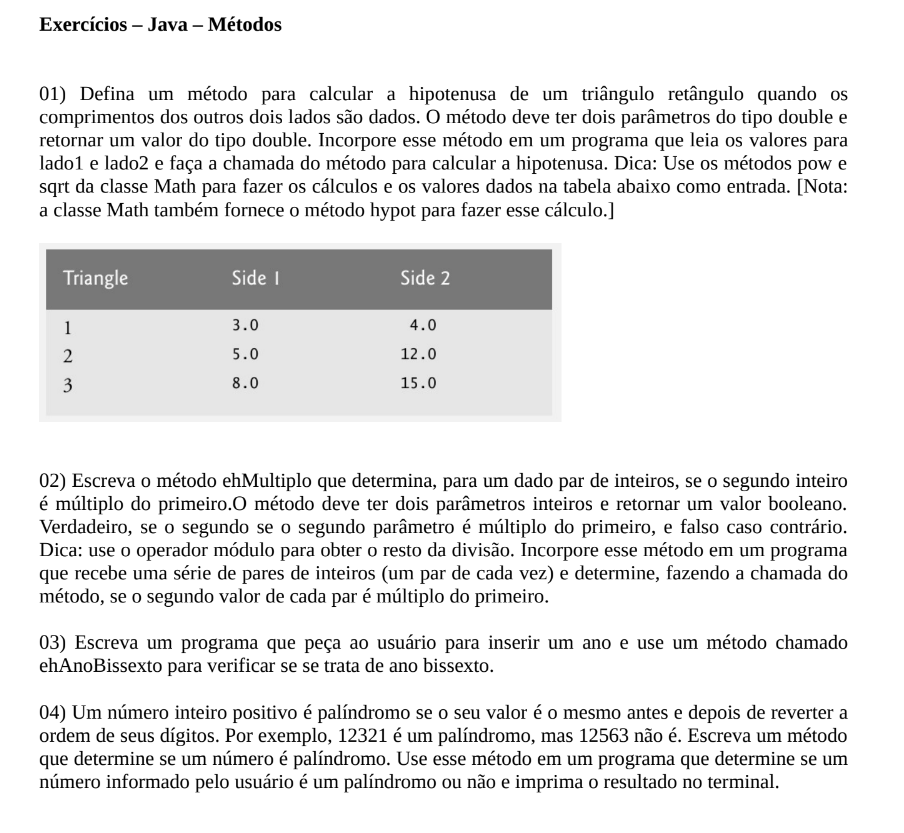 Exercícios – Java – Métodos
01) Defina um método para calcular a hipotenusa de um triângulo retângulo quando os
comprimentos dos outros dois lados são dados. O método deve ter dois parâmetros do tipo double e
retornar um valor do tipo double. Incorpore esse método em um programa que leia os valores para
lado1 e lado2 e faça a chamada do método para calcular a hipotenusa. Dica: Use os métodos pow e
sqrt da classe Math para fazer os cálculos e os valores dados na tabela abaixo como entrada. [Nota:
a classe Math também fornece o método hypot para fazer esse cálculo.]
Triangle Side 1 Side 2
1 3.0 4.0
2 5.0 12.0
3 8.0 15.0
02) Escreva o método ehMultiplo que determina, para um dado par de inteiros, se o segundo inteiro
é múltiplo do primeiro.O método deve ter dois parâmetros inteiros e retornar um valor booleano.
Verdadeiro, se o segundo se o segundo parâmetro é múltiplo do primeiro, e falso caso contrário.
Dica: use o operador módulo para obter o resto da divisão. Incorpore esse método em um programa
que recebe uma série de pares de inteiros (um par de cada vez) e determine, fazendo a chamada do
método, se o segundo valor de cada par é múltiplo do primeiro.
03) Escreva um programa que peça ao usuário para inserir um ano e use um método chamado
ehAnoBissexto para verificar se se trata de ano bissexto.
04) Um número inteiro positivo é palíndromo se o seu valor é o mesmo antes e depois de reverter a
ordem de seus dígitos. Por exemplo, 12321 é um palíndromo, mas 12563 não é. Escreva um método
que determine se um número é palíndromo. Use esse método em um programa que determine se um
número informado pelo usuário é um palíndromo ou não e imprima o resultado no terminal.